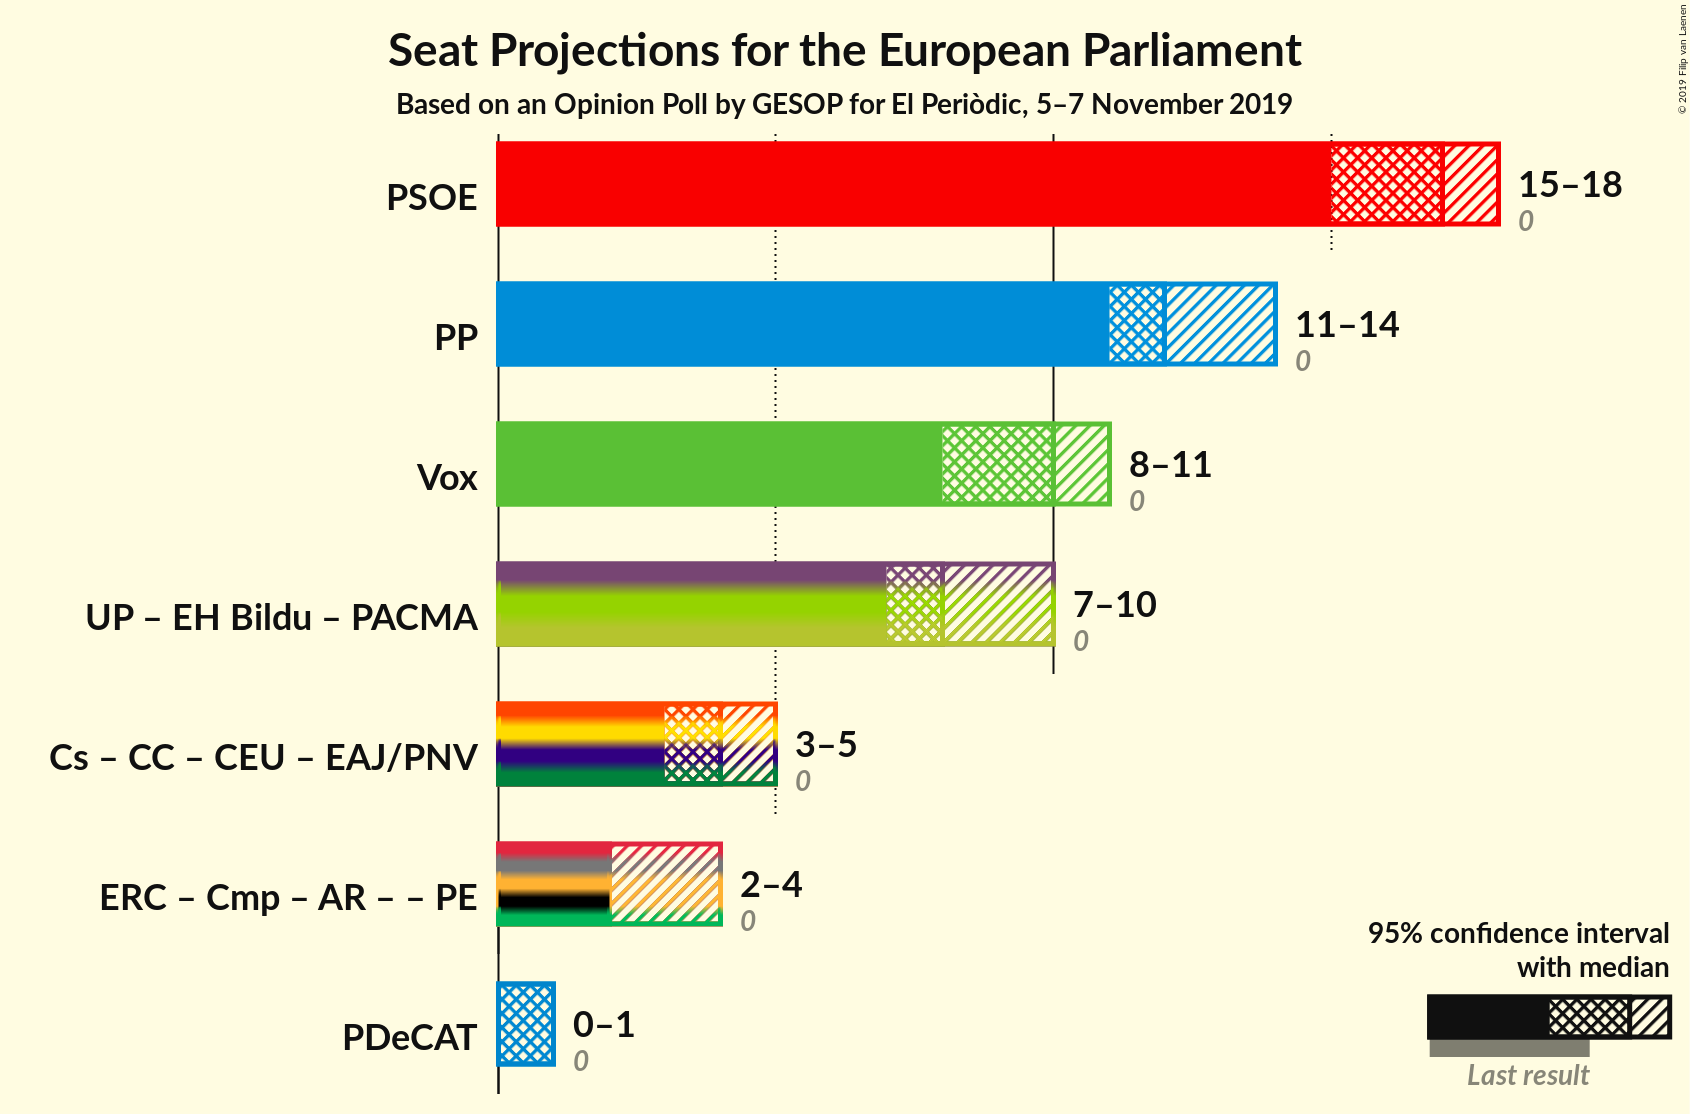 Seat Projections for the European Parliament
Based on an Opinion Poll by GESOP for El Periòdic, 5–7 November 2019
© 2019 Filip van Laenen
PSOE
15–18
0
PP
11–14
0
Vox
8–11
0
UP – EH Bildu – PACMA
7–10
0
Cs – CC – CEU – EAJ/PNV
3–5
0
ERC – Cmp – AR – – PE
2–4
0
PDeCAT
0–1
0
95% confidence interval
with median
Last result